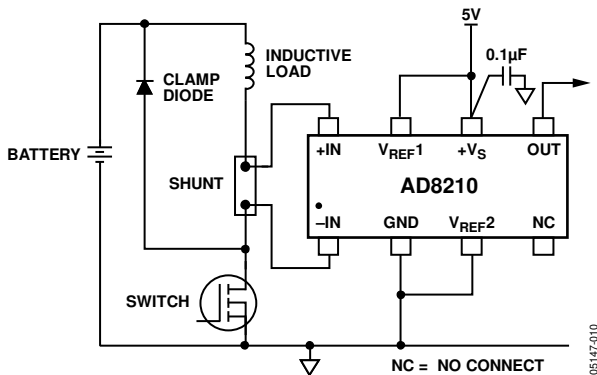 5V
0.1µF
INDUCTIVE
LOAD
CLAMP
DIODE
BATTERY
SHUNT
SWITCH
+IN
VREF1
+VS
OUT
AD8210
–IN
GND
VREF2
NC
NC = NO CONNECT
05147-010